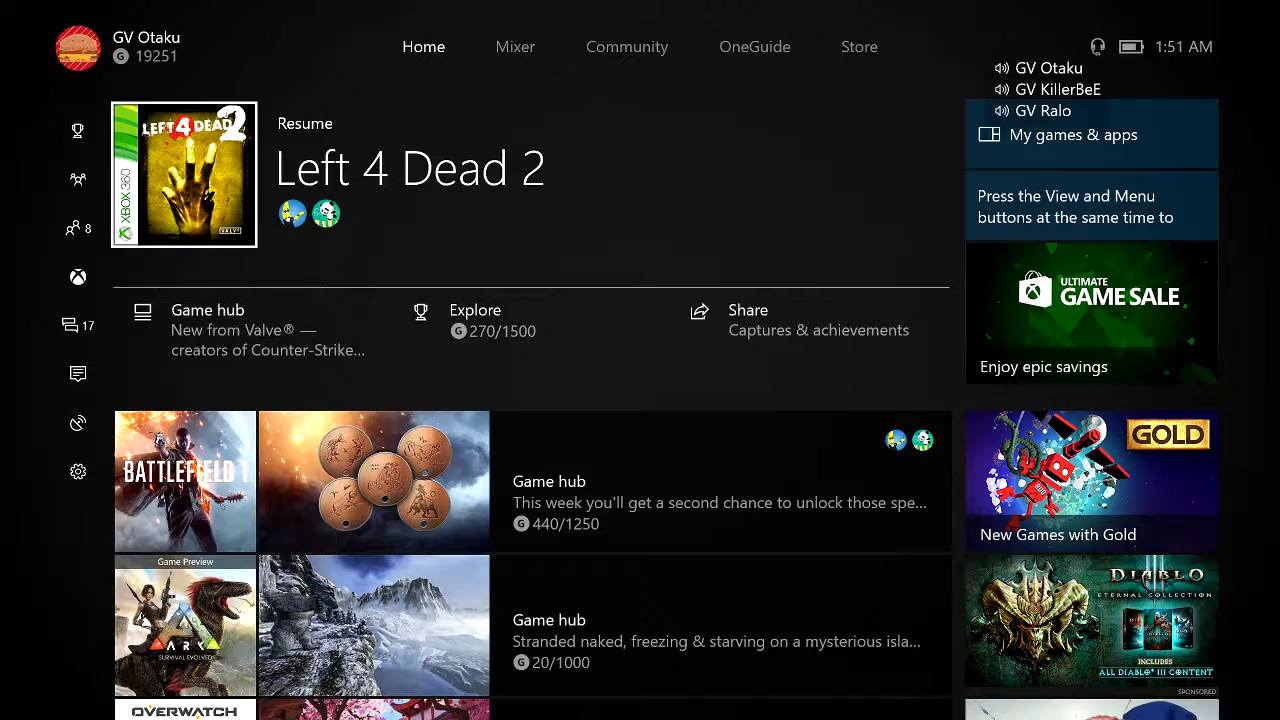 GV Otaku
G 19251
Home
Mixer
Community
OneGuide
Store
1:51 AM
GV Otaku
GV KillerBeE
GV Ralo
My games & apps
Press the View and Menu
buttons at the same time to
ULTIMATE
GAME SALE
Enjoy epic savings
XBOX 360
LEFT 4 DEAD 2
VALVE
Resume
Left 4 Dead 2
8
17
Game hub
New from Valve® —
creators of Counter-Strike...
Explore
G 270/1500
Share
Captures & achievements
BATTLEFIELD 1
Game hub
This week you'll get a second chance to unlock those spe...
G 440/1250
GOLD
New Games with Gold
Game Preview
ARK
SURVIVAL EVOLVED
Game hub
Stranded naked, freezing & starving on a mysterious isla...
G 20/1000
DIABLO III
ETERNAL COLLECTION
INCLUDES
ALL DIABLO® III CONTENT
SPONSORED
OVERWATCH